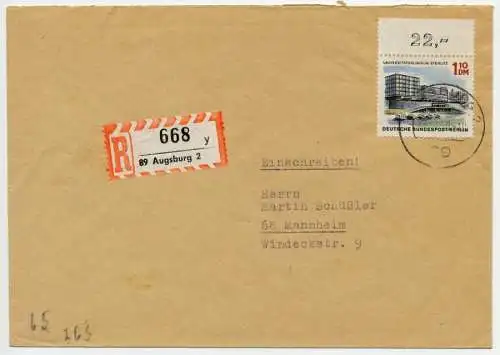 22,⁰⁰
UNIVERSITÄTSKLINIKUM STEGLITZ
1 10 DM
DEUTSCHE BUNDESPOST BERLIN
R
668
y
89 Augsburg 2
Einschreiben!
Herrn
Martin Schüßler
68 Mannheim
Windeckstr. 9